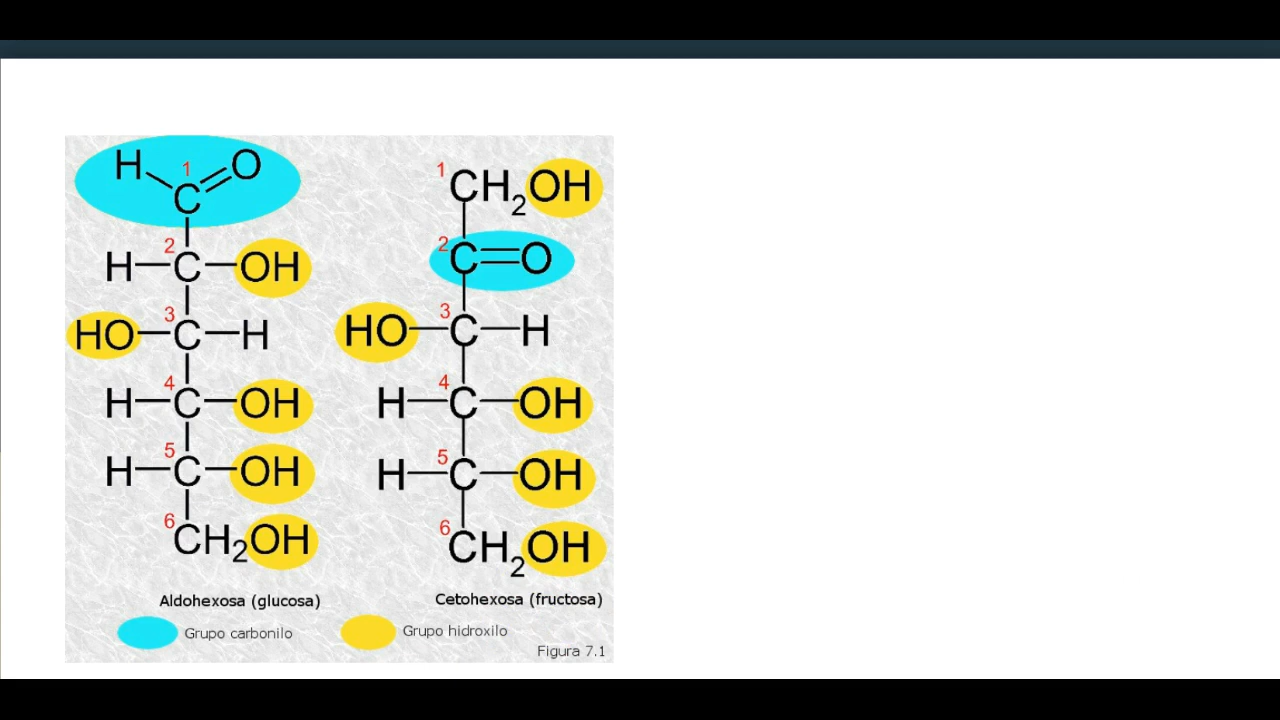 H 1 O
C
2
H C OH
3
HO C H
4
H C OH
5
H C OH
6
CH2OH
Aldohexosa (glucosa)
1
CH2OH
2
C O
3
HO C H
4
H C OH
5
H C OH
6
CH2OH
Cetohexosa (fructosa)
Grupo carbonilo
Grupo hidroxilo
Figura 7.1